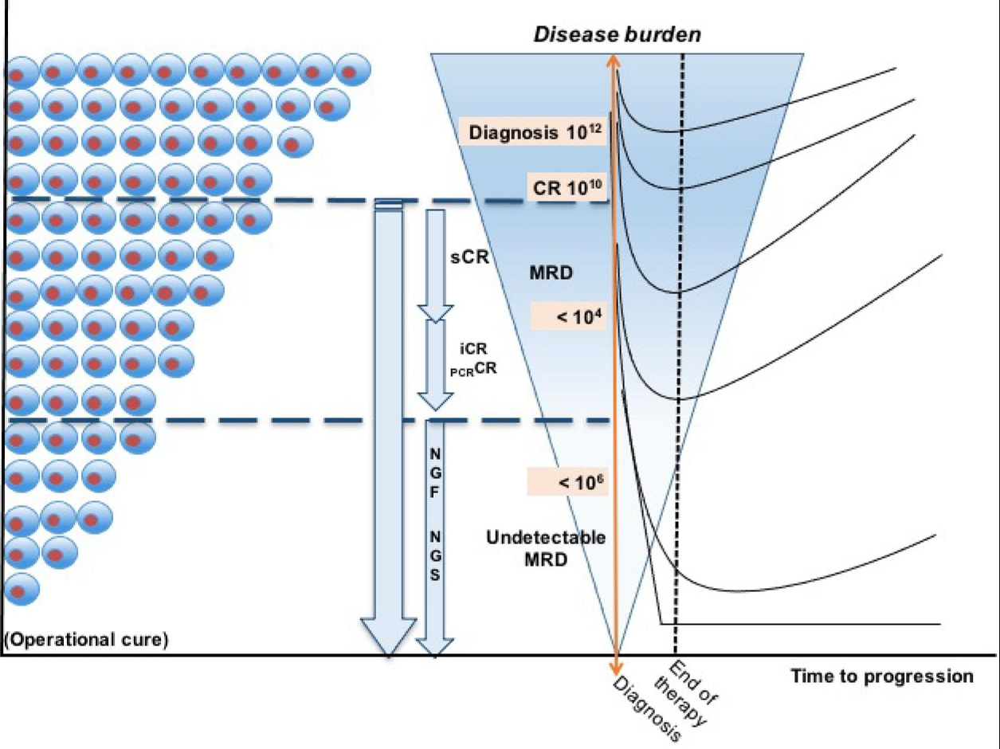 Disease burden
Diagnosis 10¹²
CR 10¹⁰
sCR
MRD
< 10⁴
iCR
PCRCR
N
G
F
N
G
S
< 10⁶
Undetectable
MRD
(Operational cure)
Time to progression
End of
therapy
Diagnosis